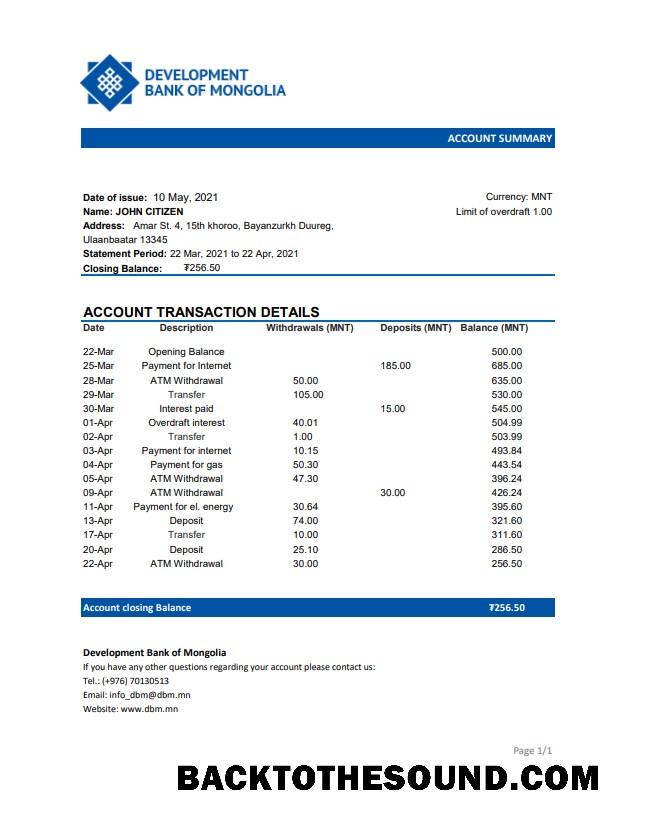 DEVELOPMENT
BANK OF MONGOLIA
ACCOUNT SUMMARY
Date of issue: 10 May, 2021
Currency: MNT
Name: JOHN CITIZEN
Limit of overdraft 1.00
Address: Amar St. 4, 15th khoroo, Bayanzurkh Duureg,
Ulaanbaatar 13345
Statement Period: 22 Mar, 2021 to 22 Apr, 2021
Closing Balance: ₮256.50
ACCOUNT TRANSACTION DETAILS
Date Description Withdrawals (MNT) Deposits (MNT) Balance (MNT)
22-Mar Opening Balance 500.00
25-Mar Payment for Internet 185.00 685.00
28-Mar ATM Withdrawal 50.00 635.00
29-Mar Transfer 105.00 530.00
30-Mar Interest paid 15.00 545.00
01-Apr Overdraft interest 40.01 504.99
02-Apr Transfer 1.00 503.99
03-Apr Payment for internet 10.15 493.84
04-Apr Payment for gas 50.30 443.54
05-Apr ATM Withdrawal 47.30 396.24
09-Apr ATM Withdrawal 30.00 426.24
11-Apr Payment for el. energy 30.64 395.60
13-Apr Deposit 74.00 321.60
17-Apr Transfer 10.00 311.60
20-Apr Deposit 25.10 286.50
22-Apr ATM Withdrawal 30.00 256.50
Account closing Balance ₮256.50
Development Bank of Mongolia
If you have any other questions regarding your account please contact us:
Tel.: (+976) 70130513
Email: info_dbm@dbm.mn
Website: www.dbm.mn
Page 1/1
BACKTOTHESOUND.COM